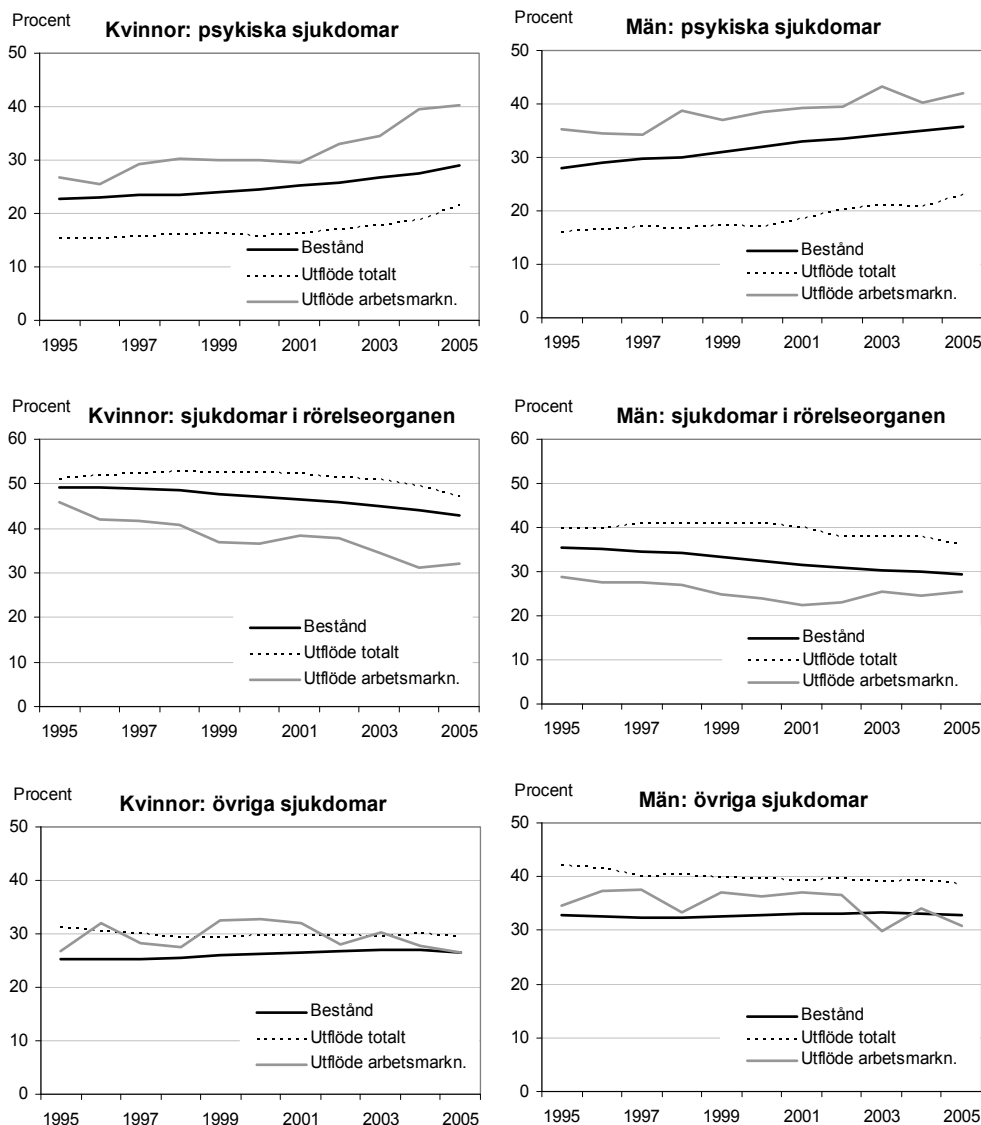 Procent
Kvinnor: psykiska sjukdomar
50
40
30
20
10
0
Bestånd
Utflöde totalt
Utflöde arbetsmarkn.
1995 1997 1999 2001 2003 2005
Procent
Män: psykiska sjukdomar
50
40
30
20
10
0
Bestånd
Utflöde totalt
Utflöde arbetsmarkn.
1995 1997 1999 2001 2003 2005
Procent
Kvinnor: sjukdomar i rörelseorganen
60
50
40
30
20
10
0
Bestånd
Utflöde totalt
Utflöde arbetsmarkn.
1995 1997 1999 2001 2003 2005
Procent
Män: sjukdomar i rörelseorganen
60
50
40
30
20
10
0
Bestånd
Utflöde totalt
Utflöde arbetsmarkn.
1995 1997 1999 2001 2003 2005
Procent
Kvinnor: övriga sjukdomar
50
40
30
20
10
0
Bestånd
Utflöde totalt
Utflöde arbetsmarkn.
1995 1997 1999 2001 2003 2005
Procent
Män: övriga sjukdomar
50
40
30
20
10
0
Bestånd
Utflöde totalt
Utflöde arbetsmarkn.
1995 1997 1999 2001 2003 2005